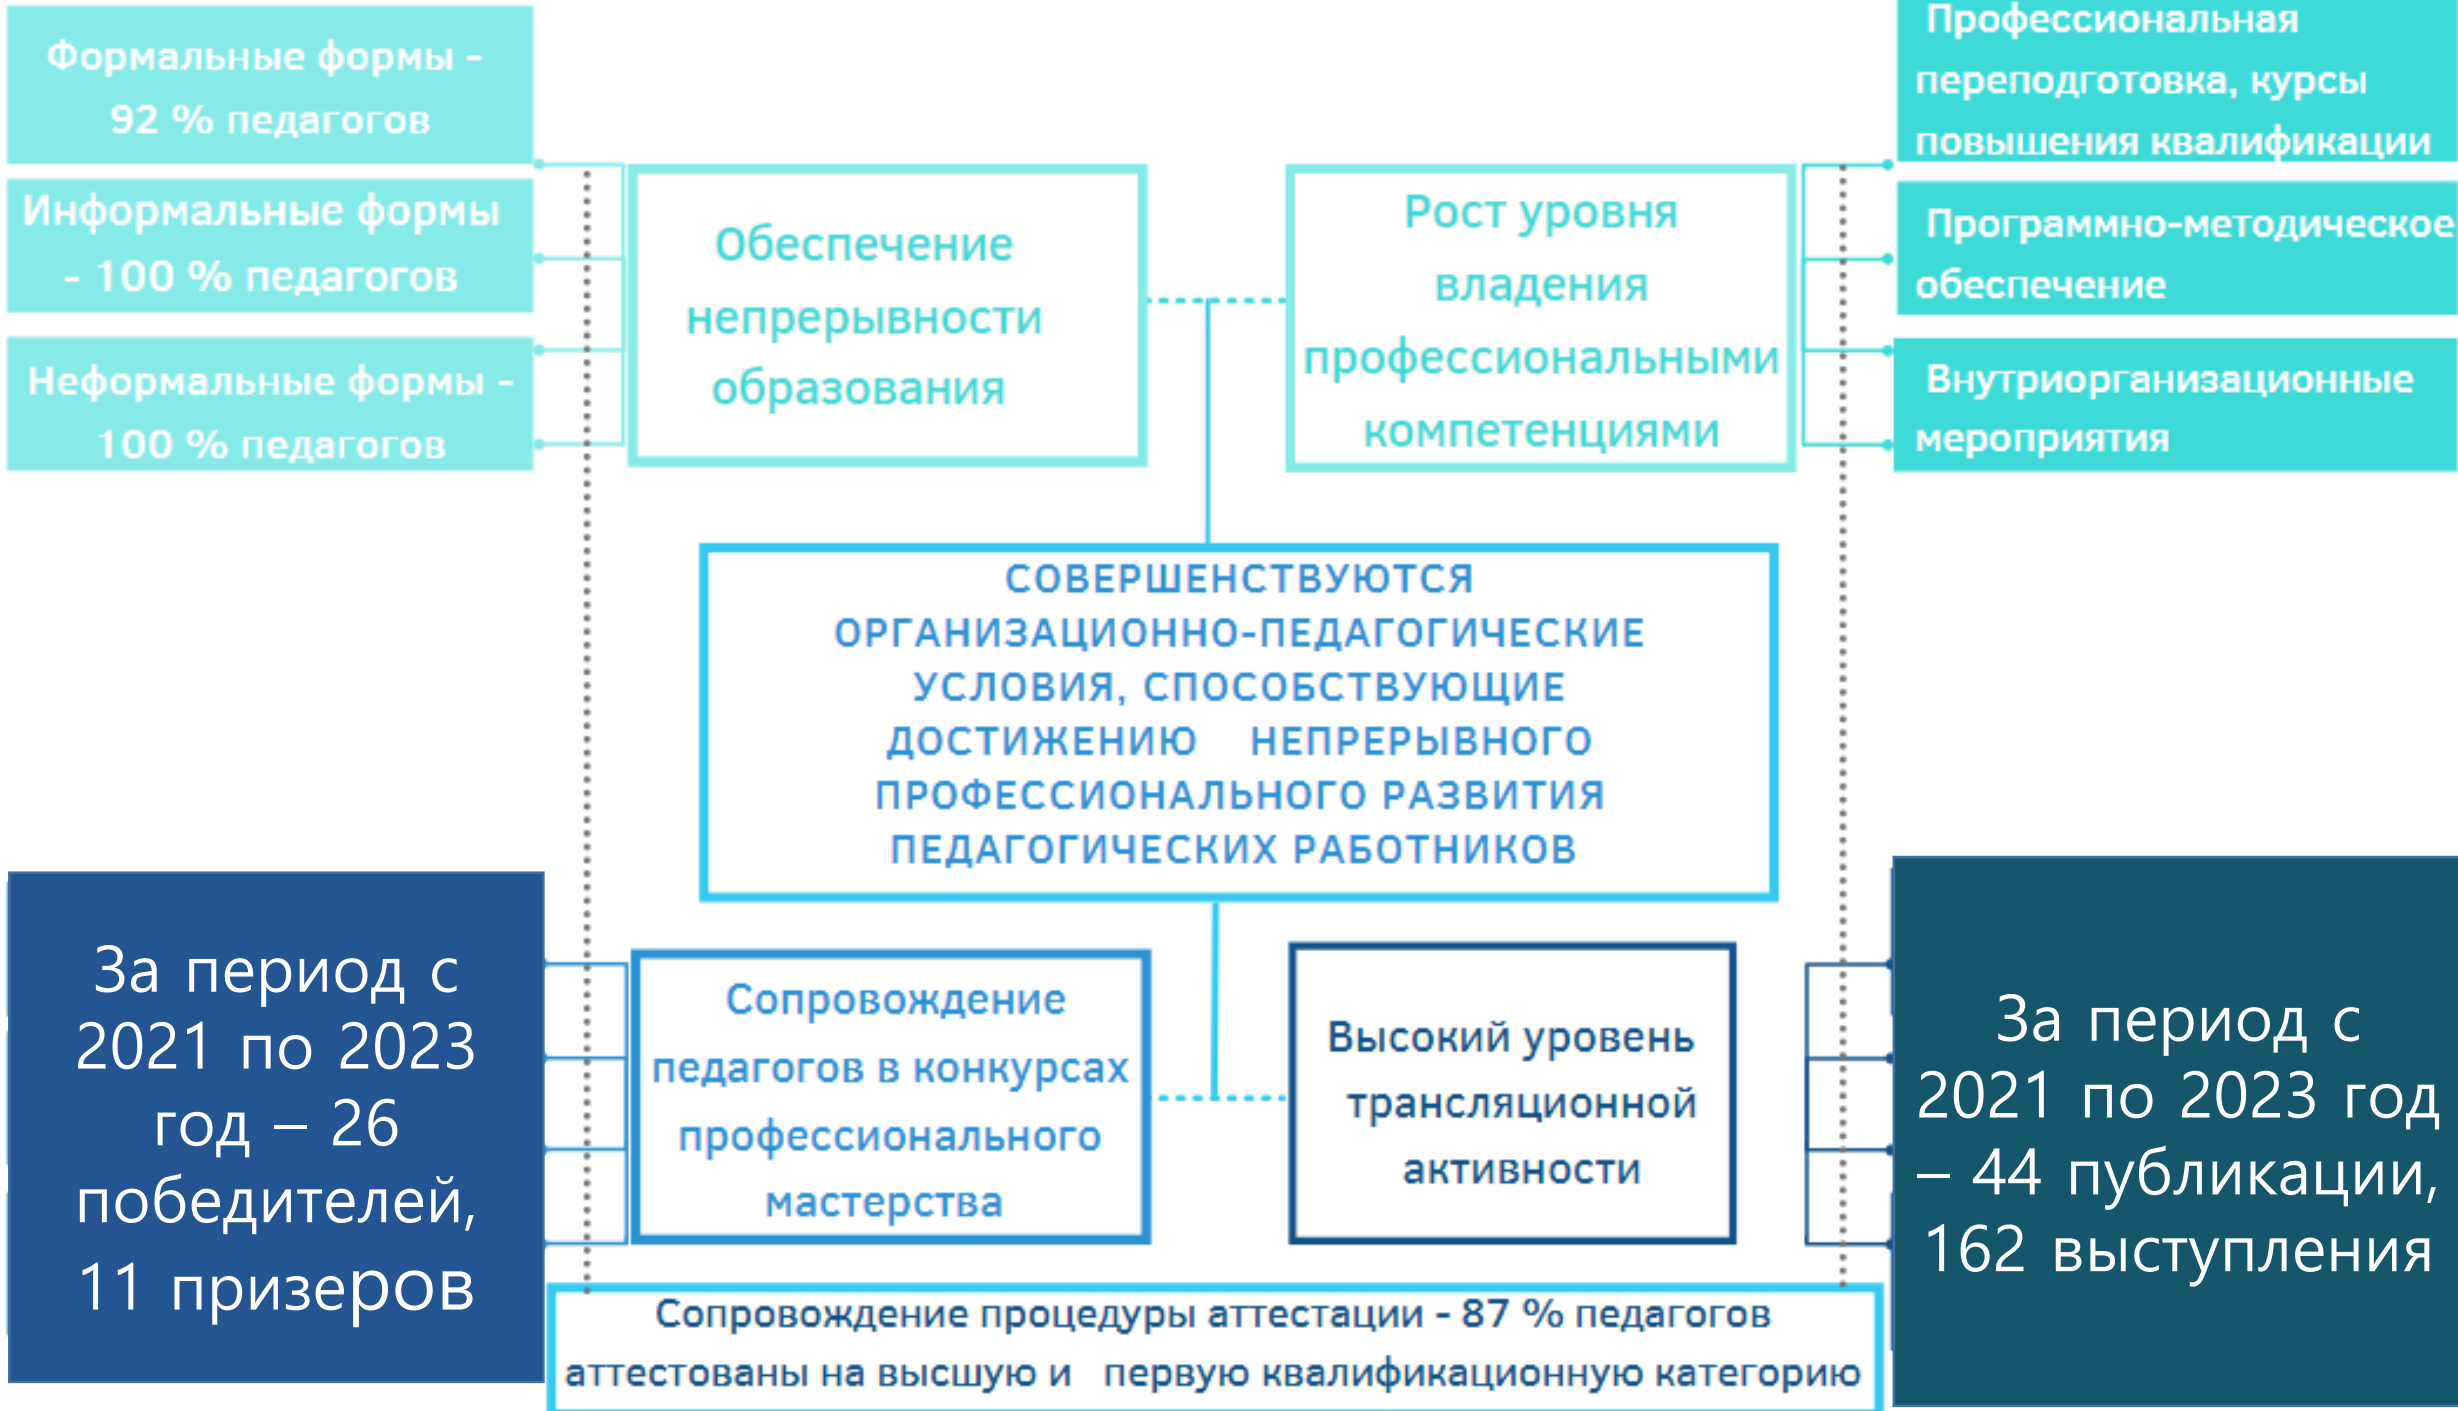 Формальные формы -
92 % педагогов
Информальные формы
- 100 % педагогов
Неформальные формы -
100 % педагогов
Обеспечение
непрерывности
образования
Рост уровня
владения
профессиональными
компетенциями
Профессиональная
переподготовка, курсы
повышения квалификации
Программно-методическое
обеспечение
Внутриорганизационные
мероприятия
СОВЕРШЕНСТВУЮТСЯ
ОРГАНИЗАЦИОННО-ПЕДАГОГИЧЕСКИЕ
УСЛОВИЯ, СПОСОБСТВУЮЩИЕ
ДОСТИЖЕНИЮ НЕПРЕРЫВНОГО
ПРОФЕССИОНАЛЬНОГО РАЗВИТИЯ
ПЕДАГОГИЧЕСКИХ РАБОТНИКОВ
За период с
2021 по 2023
год – 26
победителей,
11 призеров
Сопровождение
педагогов в конкурсах
профессионального
мастерства
Высокий уровень
трансляционной
активности
За период с
2021 по 2023 год
– 44 публикации,
162 выступления
Сопровождение процедуры аттестации - 87 % педагогов
аттестованы на высшую и первую квалификационную категорию